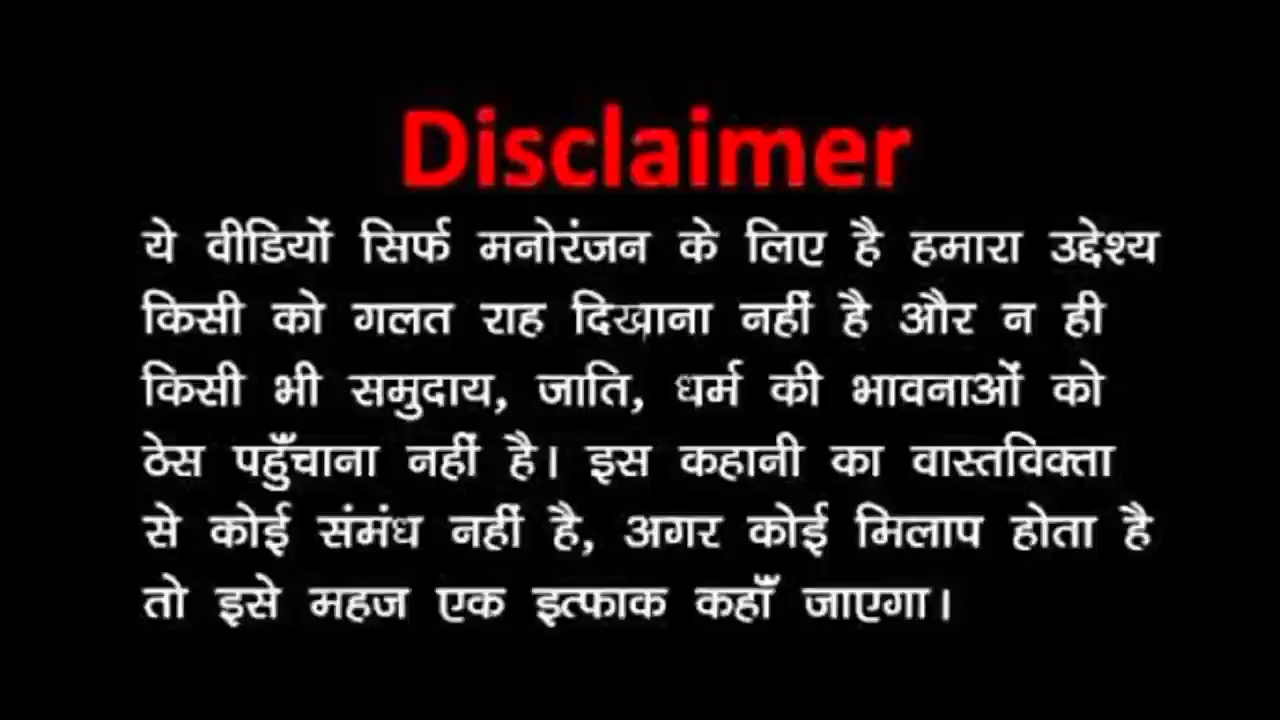 Disclaimer
ये वीडियों सिर्फ मनोरंजन के लिए है हमारा उद्देश्य
किसी को गलत राह दिखाना नहीं है और न ही
किसी भी समुदाय, जाति, धर्म की भावनाओं को
ठेस पहुँचाना नहीं है। इस कहानी का वास्तविक्ता
से कोई संमंध नहीं है, अगर कोई मिलाप होता है
तो इसे महज एक इत्फाक कहाँ जाएगा।